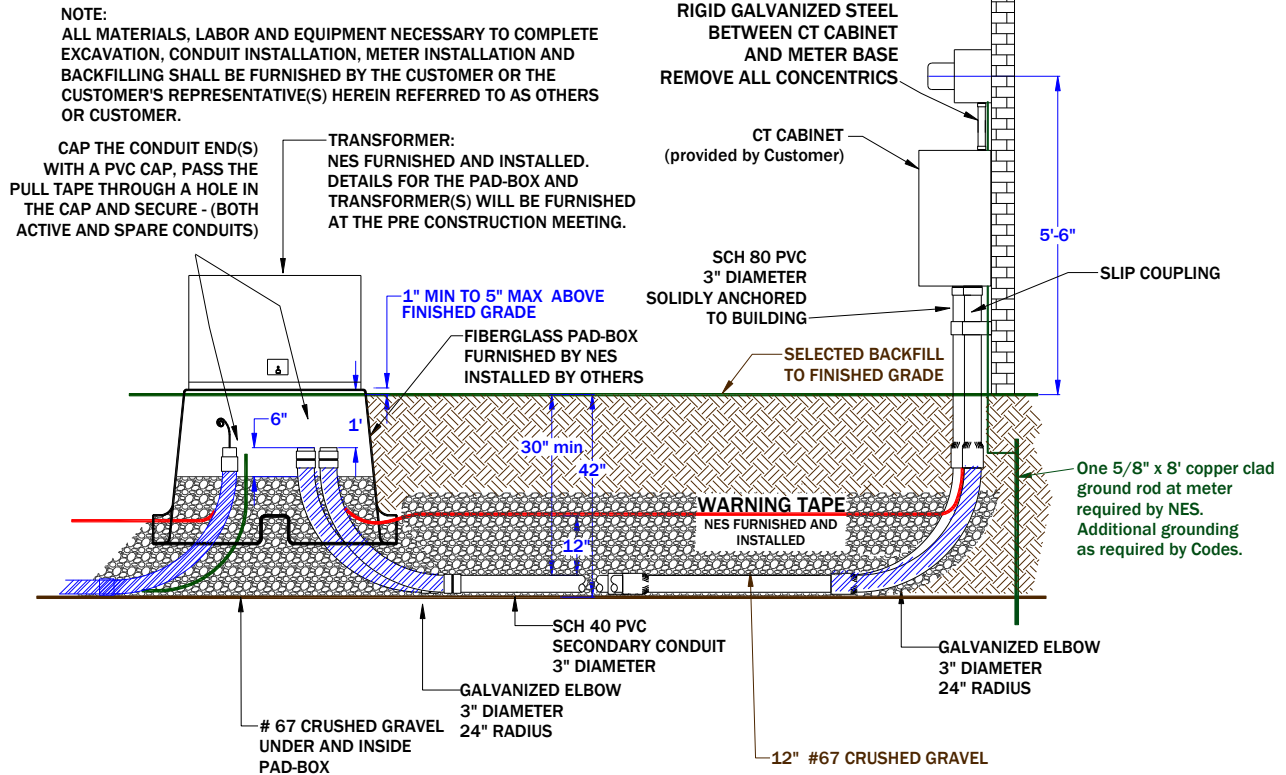 NOTE:
ALL MATERIALS, LABOR AND EQUIPMENT NECESSARY TO COMPLETE
EXCAVATION, CONDUIT INSTALLATION, METER INSTALLATION AND
BACKFILLING SHALL BE FURNISHED BY THE CUSTOMER OR THE
CUSTOMER'S REPRESENTATIVE(S) HEREIN REFERRED TO AS OTHERS
OR CUSTOMER.
RIGID GALVANIZED STEEL
BETWEEN CT CABINET
AND METER BASE
REMOVE ALL CONCENTRICS
CAP THE CONDUIT END(S)
WITH A PVC CAP, PASS THE
PULL TAPE THROUGH A HOLE IN
THE CAP AND SECURE - (BOTH
ACTIVE AND SPARE CONDUITS)
TRANSFORMER:
NES FURNISHED AND INSTALLED.
DETAILS FOR THE PAD-BOX AND
TRANSFORMER(S) WILL BE FURNISHED
AT THE PRE CONSTRUCTION MEETING.
CT CABINET
(provided by Customer)
5'-6"
SCH 80 PVC
3" DIAMETER
SOLIDLY ANCHORED
TO BUILDING
SLIP COUPLING
1" MIN TO 5" MAX  ABOVE
FINISHED GRADE
FIBERGLASS PAD-BOX
FURNISHED BY NES
INSTALLED BY OTHERS
SELECTED BACKFILL
TO FINISHED GRADE
6"
1'
30" min
42"
WARNING TAPE
NES FURNISHED AND
INSTALLED
12"
One 5/8" x 8' copper clad
ground rod at meter
required by NES.
Additional grounding
as required by Codes.
SCH 40 PVC
SECONDARY CONDUIT
3" DIAMETER
GALVANIZED ELBOW
3" DIAMETER
24" RADIUS
GALVANIZED ELBOW
3" DIAMETER
24" RADIUS
# 67 CRUSHED GRAVEL
UNDER AND INSIDE
PAD-BOX
12"  #67 CRUSHED GRAVEL